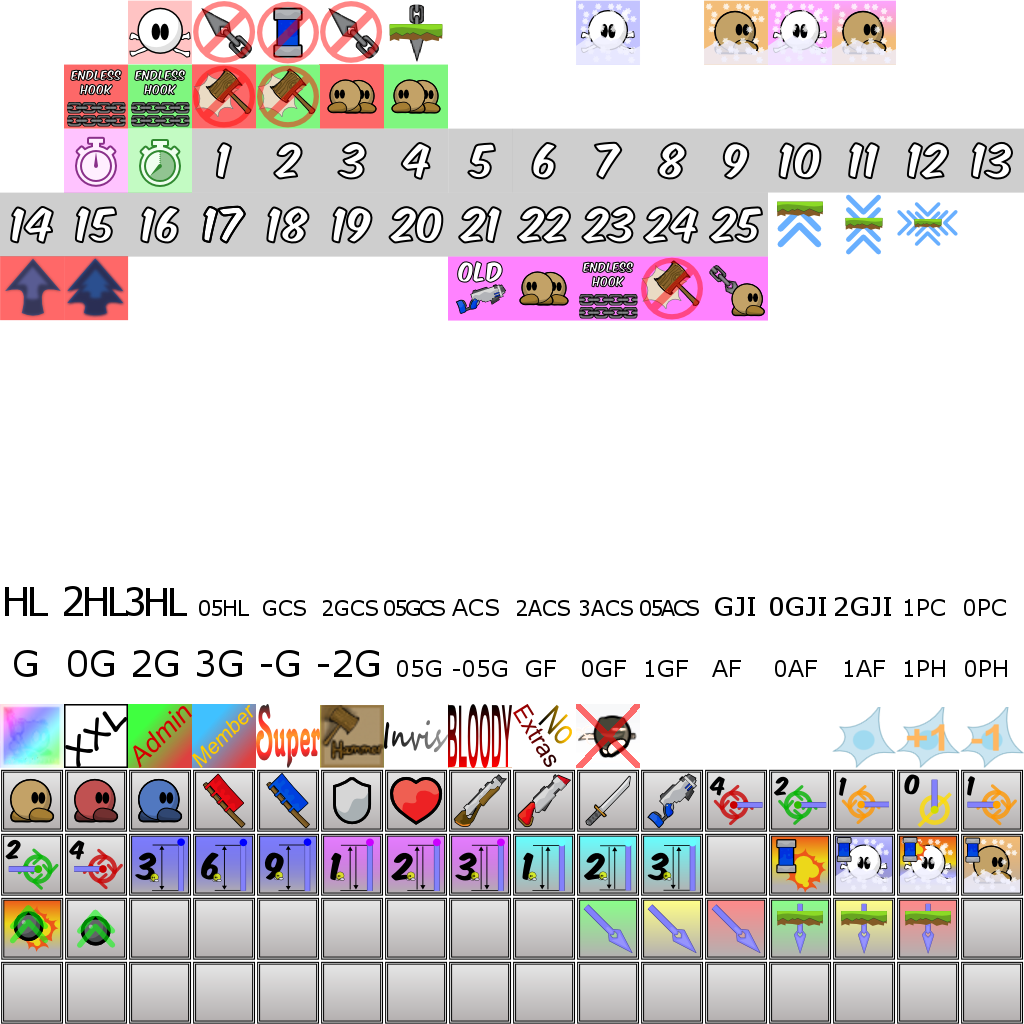 ENDLESS HOOK ENDLESS HOOK
1 2 3 4 5 6 7 8 9 10 11 12 13
14 15 16 17 18 19 20 21 22 23 24 25
OLD ENDLESS HOOK
HL 2HL 3HL 05HL GCS 2GCS 05GCS ACS 2ACS 3ACS 05ACS GJI 0GJI 2GJI 1PC 0PC
G 0G 2G 3G -G -2G 05G -05G GF 0GF 1GF AF 0AF 1AF 1PH 0PH
XXL Admin Member Super Hammer Invis BLOODY No Extras +1 -1
4 2 1 0 1
2 4 3 6 9 1 2 3 1 2 3